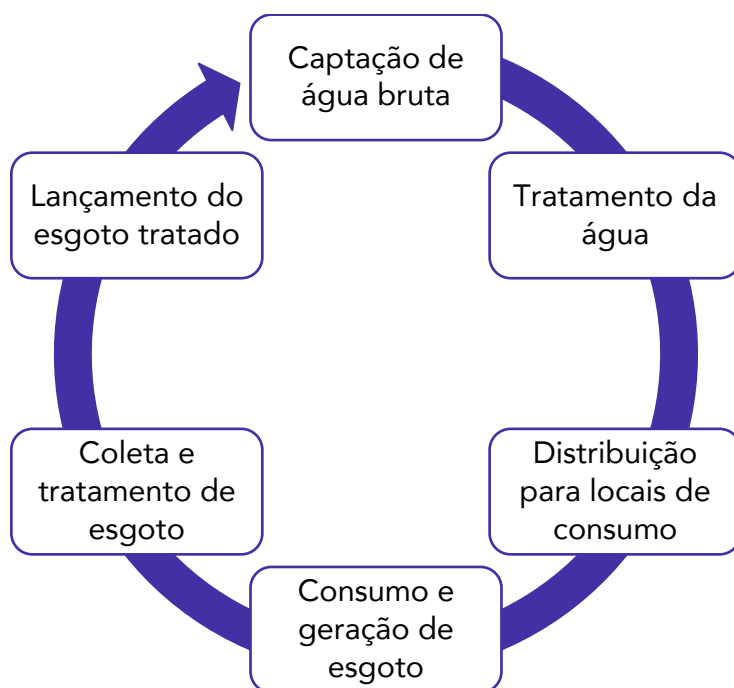 Captação de
água bruta
Tratamento da
água
Distribuição
para locais de
consumo
Consumo e
geração de
esgoto
Coleta e
tratamento de
esgoto
Lançamento do
esgoto tratado